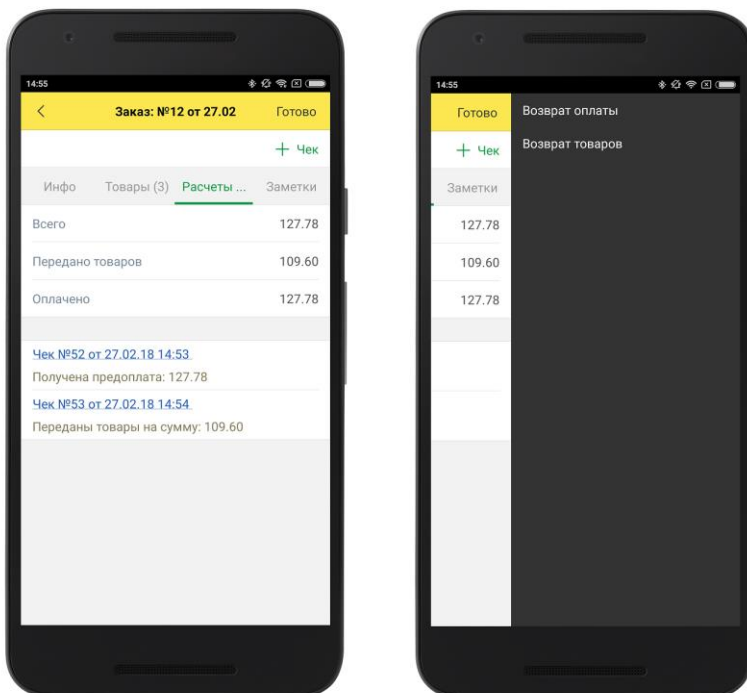 14:55
Заказ: №12 от 27.02 Готово
+ Чек
Инфо Товары (3) Расчеты ... Заметки
Всего 127.78
Передано товаров 109.60
Оплачено 127.78
Чек №52 от 27.02.18 14:53
Получена предоплата: 127.78
Чек №53 от 27.02.18 14:54
Переданы товары на сумму: 109.60
14:55
Готово
+ Чек
Заметки
127.78
109.60
127.78
Возврат оплаты
Возврат товаров